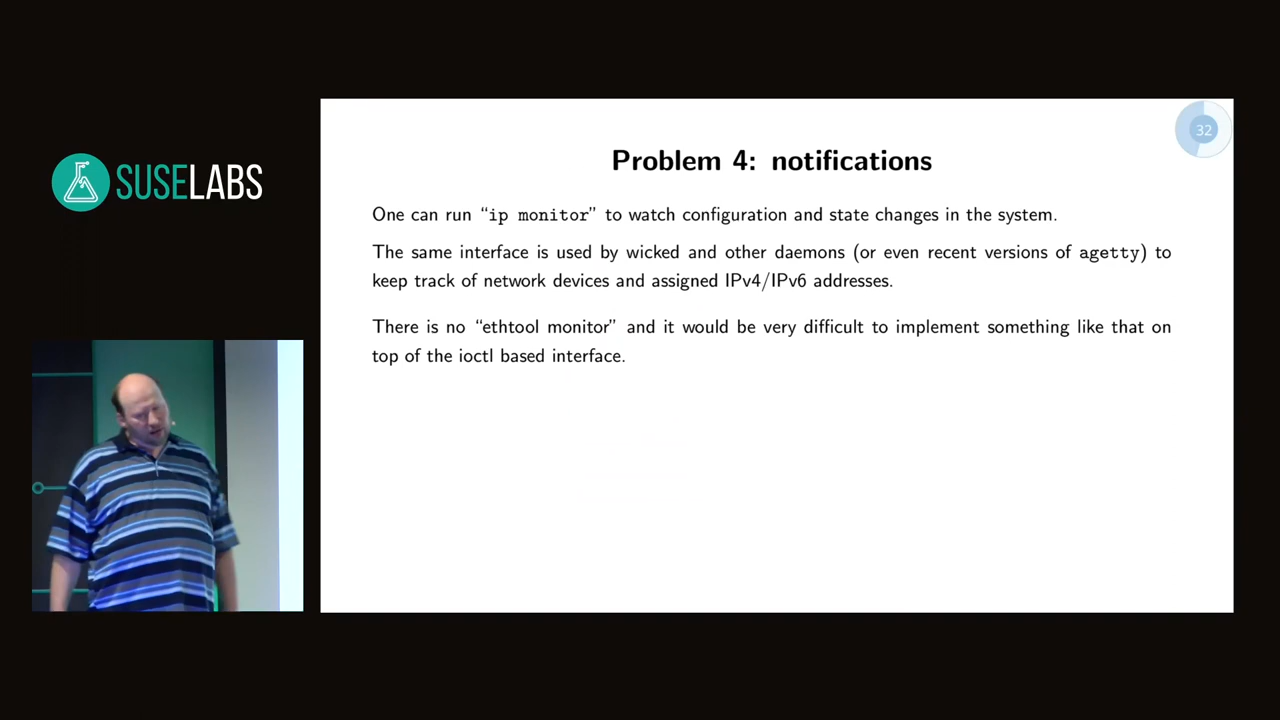 SUSELABS
32
Problem 4: notifications
One can run “ip monitor” to watch configuration and state changes in the system.
The same interface is used by wicked and other daemons (or even recent versions of agetty) to
keep track of network devices and assigned IPv4/IPv6 addresses.
There is no “ethtool monitor” and it would be very difficult to implement something like that on
top of the ioctl based interface.